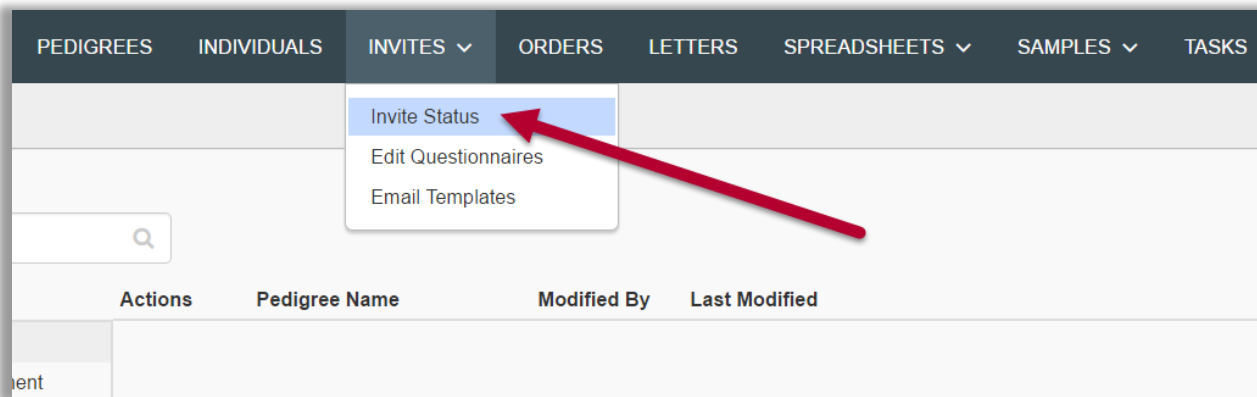 PEDIGREES INDIVIDUALS INVITES ORDERS LETTERS SPREADSHEETS SAMPLES TASKS
Invite Status
Edit Questionnaires
Email Templates
Actions Pedigree Name Modified By Last Modified